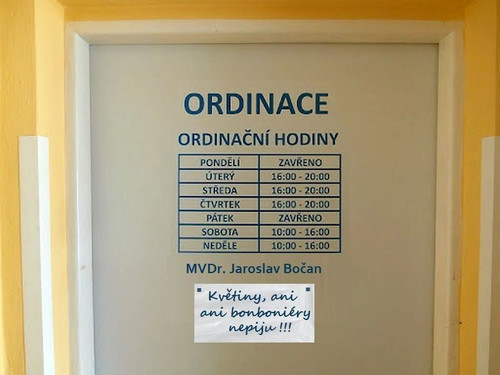 ORDINACE
ORDINAČNÍ HODINY
PONDĚLÍ ZAVŘENO
ÚTERÝ 16:00 - 20:00
STŘEDA 16:00 - 20:00
ČTVRTEK 16:00 - 20:00
PÁTEK ZAVŘENO
SOBOTA 10:00 - 16:00
NEDĚLE 10:00 - 16:00
MVDr. Jaroslav Bočan
Květiny, ani
ani bonboniéry
nepiju !!!